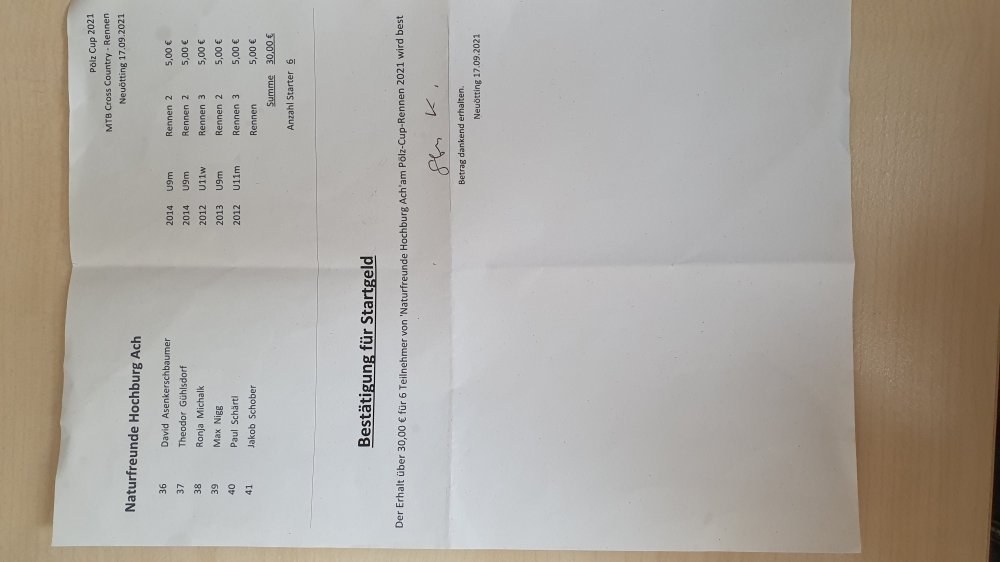 Pölz Cup 2021
MTB Cross Country - Rennen
Neuötting 17.09.2021
Naturfreunde Hochburg Ach
36 David Asenkerschbaumer 2014 U9m Rennen 2 5,00 €
37 Theodor Gühlsdorf 2014 U9m Rennen 2 5,00 €
38 Ronja Michalk 2012 U11w Rennen 3 5,00 €
39 Max Nigg 2013 U9m Rennen 2 5,00 €
40 Paul Schärtl 2012 U11m Rennen 3 5,00 €
41 Jakob Schober Rennen 5,00 €
Summe 30,00 €
Anzahl Starter 6
Bestätigung für Startgeld
Der Erhalt über 30,00 € für 6 Teilnehmer von 'Naturfreunde Hochburg Ach'am Pölz-Cup-Rennen 2021 wird best
Betrag dankend erhalten.
Neuötting 17.09.2021